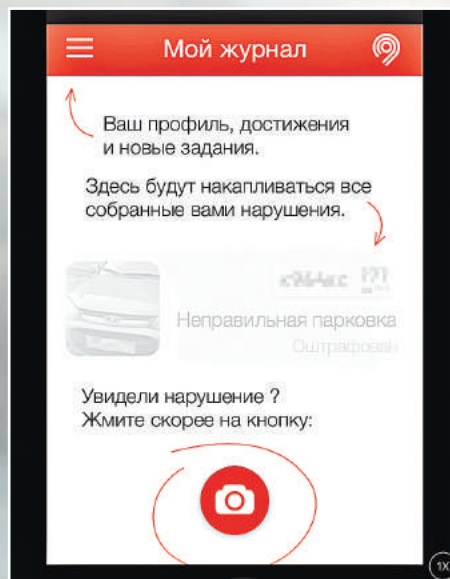 Мой журнал
Ваш профиль, достижения
и новые задания.
Здесь будут накапливаться все
собранные вами нарушения.
Неправильная парковка
Оштрафован
Увидели нарушение ?
Жмите скорее на кнопку:
1X